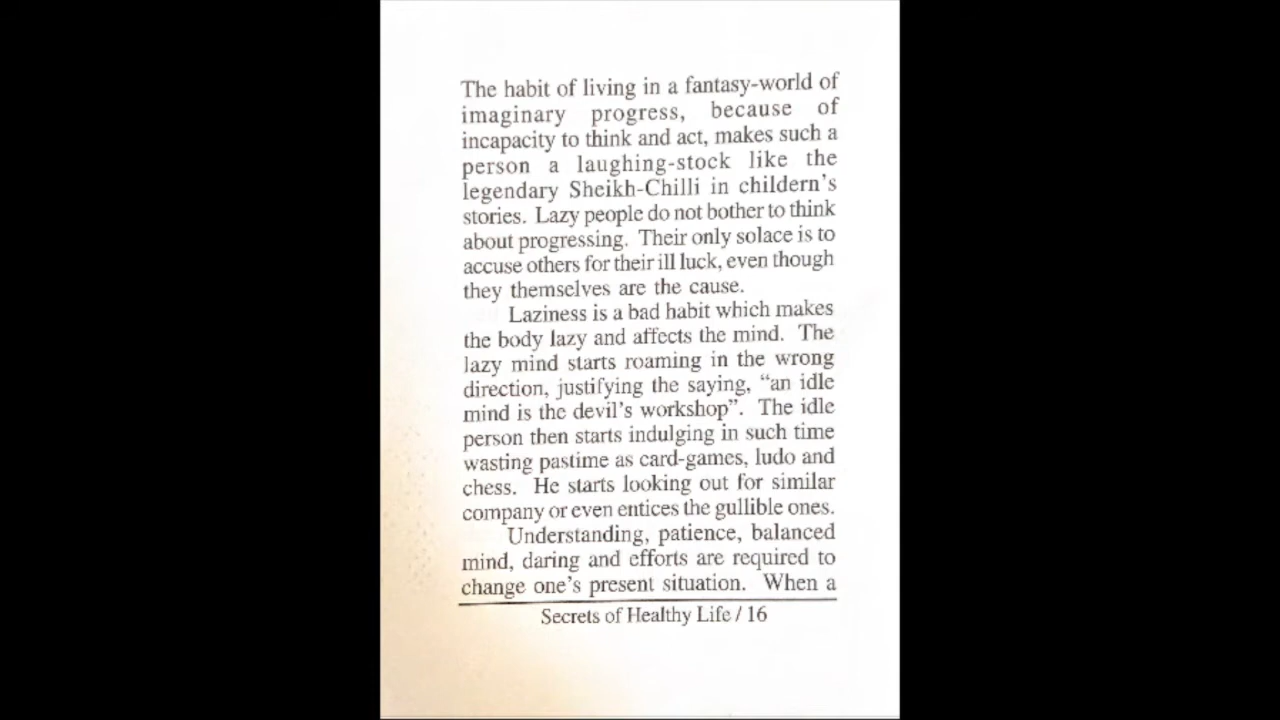 The habit of living in a fantasy-world of
imaginary progress, because of
incapacity to think and act, makes such a
person a laughing-stock like the
legendary Sheikh-Chilli in childern's
stories. Lazy people do not bother to think
about progressing. Their only solace is to
accuse others for their ill luck, even though
they themselves are the cause.
Laziness is a bad habit which makes
the body lazy and affects the mind. The
lazy mind starts roaming in the wrong
direction, justifying the saying, “an idle
mind is the devil's workshop”. The idle
person then starts indulging in such time
wasting pastime as card-games, ludo and
chess. He starts looking out for similar
company or even entices the gullible ones.
Understanding, patience, balanced
mind, daring and efforts are required to
change one's present situation. When a
Secrets of Healthy Life / 16